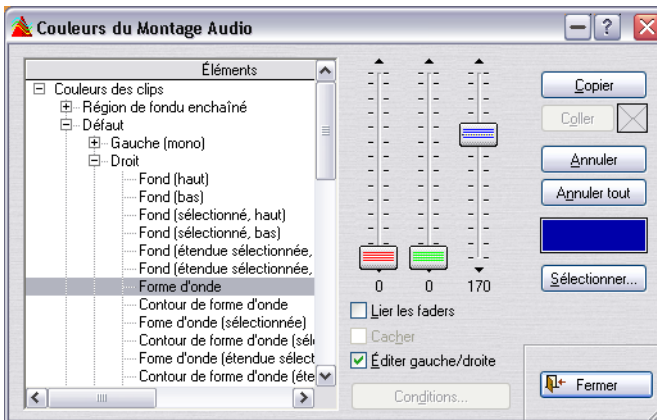 Couleurs du Montage Audio
Éléments
Couleurs des clips
Région de fondu enchaîné
Défaut
Gauche (mono)
Droit
Fond (haut)
Fond (bas)
Fond (sélectionné, haut)
Fond (sélectionné, bas)
Fond (étendue sélectionnée,
Fond (étendue sélectionnée,
Forme d'onde
Contour de forme d'onde
Fome d'onde (sélectionnée)
Contour de forme d'onde (sél
Fome d'onde (étendue sélect
Contour de forme d'onde (éte
0 0 170
Lier les faders
Cacher
Éditer gauche/droite
Conditions...
Copier
Coller
Annuler
Annuler tout
Sélectionner...
Fermer